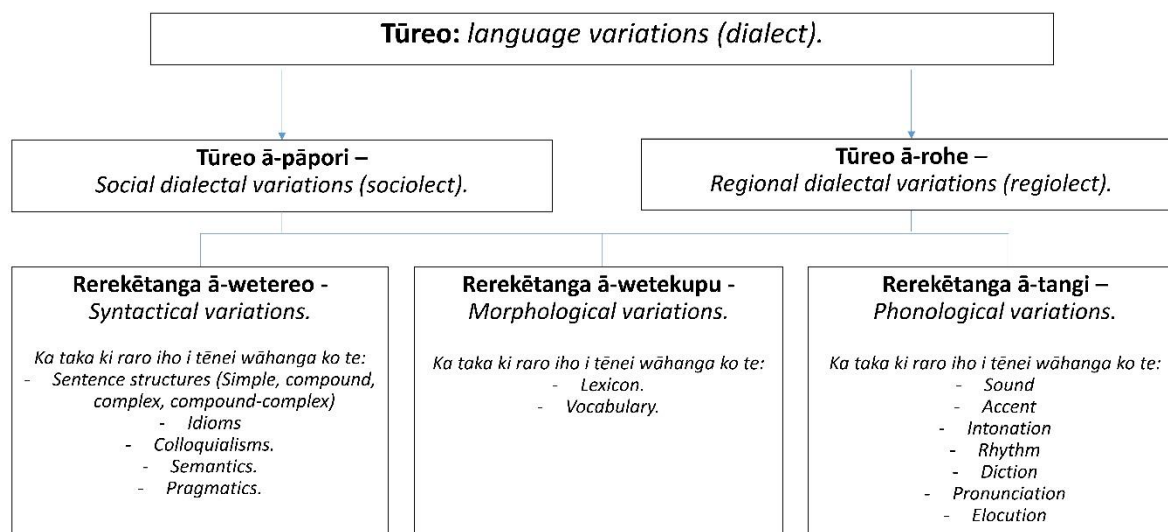 Tūreo: language variations (dialect).
Tūreo ā-pāpori –
Social dialectal variations (sociolect).
Tūreo ā-rohe –
Regional dialectal variations (regiolect).
Rerekētanga ā-wetereo -
Syntactical variations.
Ka taka ki raro iho i tēnei wāhanga ko te:
- Sentence structures (Simple, compound,
complex, compound-complex)
- Idioms
- Colloquialisms.
- Semantics.
- Pragmatics.
Rerekētanga ā-wetekupu -
Morphological variations.
Ka taka ki raro iho i tēnei wāhanga ko te:
- Lexicon.
- Vocabulary.
Rerekētanga ā-tangi –
Phonological variations.
Ka taka ki raro iho i tēnei wāhanga ko te:
- Sound
- Accent
- Intonation
- Rhythm
- Diction
- Pronunciation
- Elocution